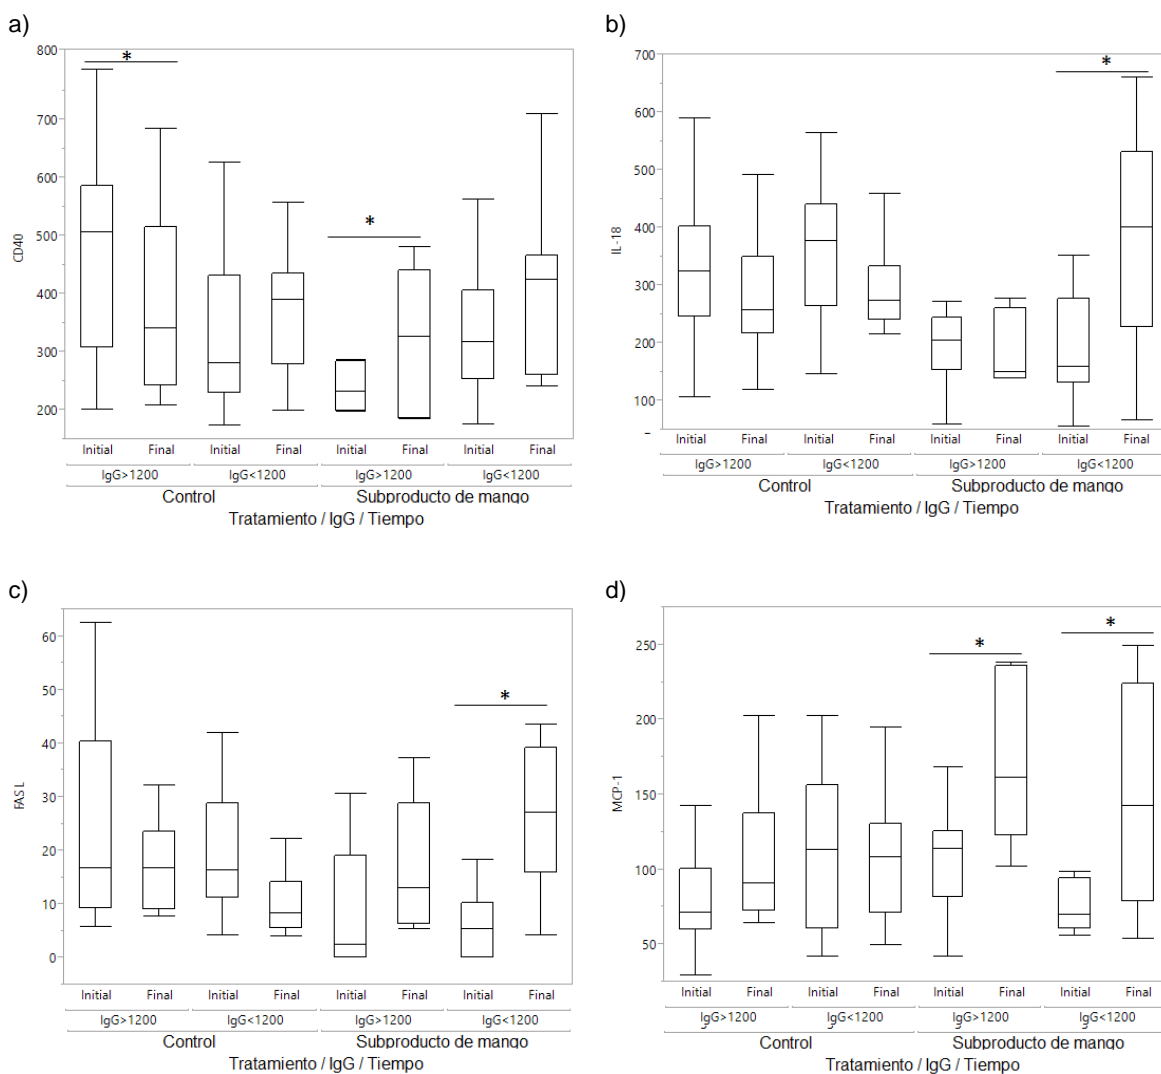 a)
800
700
600
500
400
300
200
CD40
*
*
Initial Final Initial Final Initial Final Initial Final
IgG>1200 IgG<1200 IgG>1200 IgG<1200
Control Subproducto de mango
Tratamiento / IgG / Tiempo
b)
700
600
500
400
300
200
100
IL-18
*
Initial Final Initial Final Initial Final Initial Final
IgG>1200 IgG<1200 IgG>1200 IgG<1200
Control Subproducto de mango
Tratamiento / IgG / Tiempo
c)
60
50
40
30
20
10
0
FAS L
*
Initial Final Initial Final Initial Final Initial Final
IgG>1200 IgG<1200 IgG>1200 IgG<1200
Control Subproducto de mango
Tratamiento / IgG / Tiempo
d)
250
200
150
100
50
MCP-1
*
*
Initial Final Initial Final Initial Final Initial Final
IgG>1200 IgG<1200 IgG>1200 IgG<1200
Control Subproducto de mango
Tratamiento / IgG / Tiempo